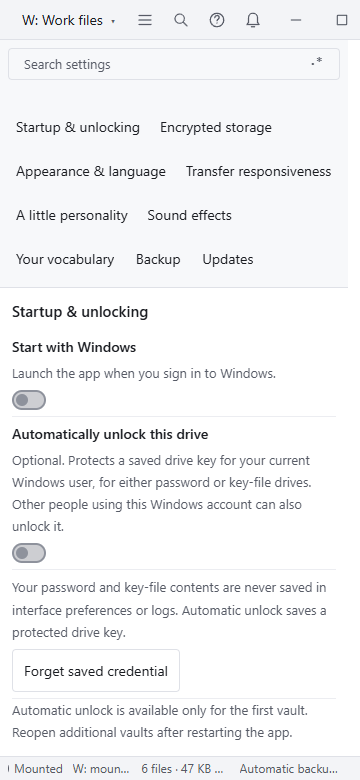 W: Work files
Search settings .*
Startup & unlocking Encrypted storage
Appearance & language Transfer responsiveness
A little personality Sound effects
Your vocabulary Backup Updates
Startup & unlocking
Start with Windows
Launch the app when you sign in to Windows.
Automatically unlock this drive
Optional. Protects a saved drive key for your current
Windows user, for either password or key-file drives.
Other people using this Windows account can also
unlock it.
Your password and key-file contents are never saved in
interface preferences or logs. Automatic unlock saves a
protected drive key.
Forget saved credential
Automatic unlock is available only for the first vault.
Reopen additional vaults after restarting the app.
Mounted W: moun... 6 files · 47 KB ... Automatic backu...